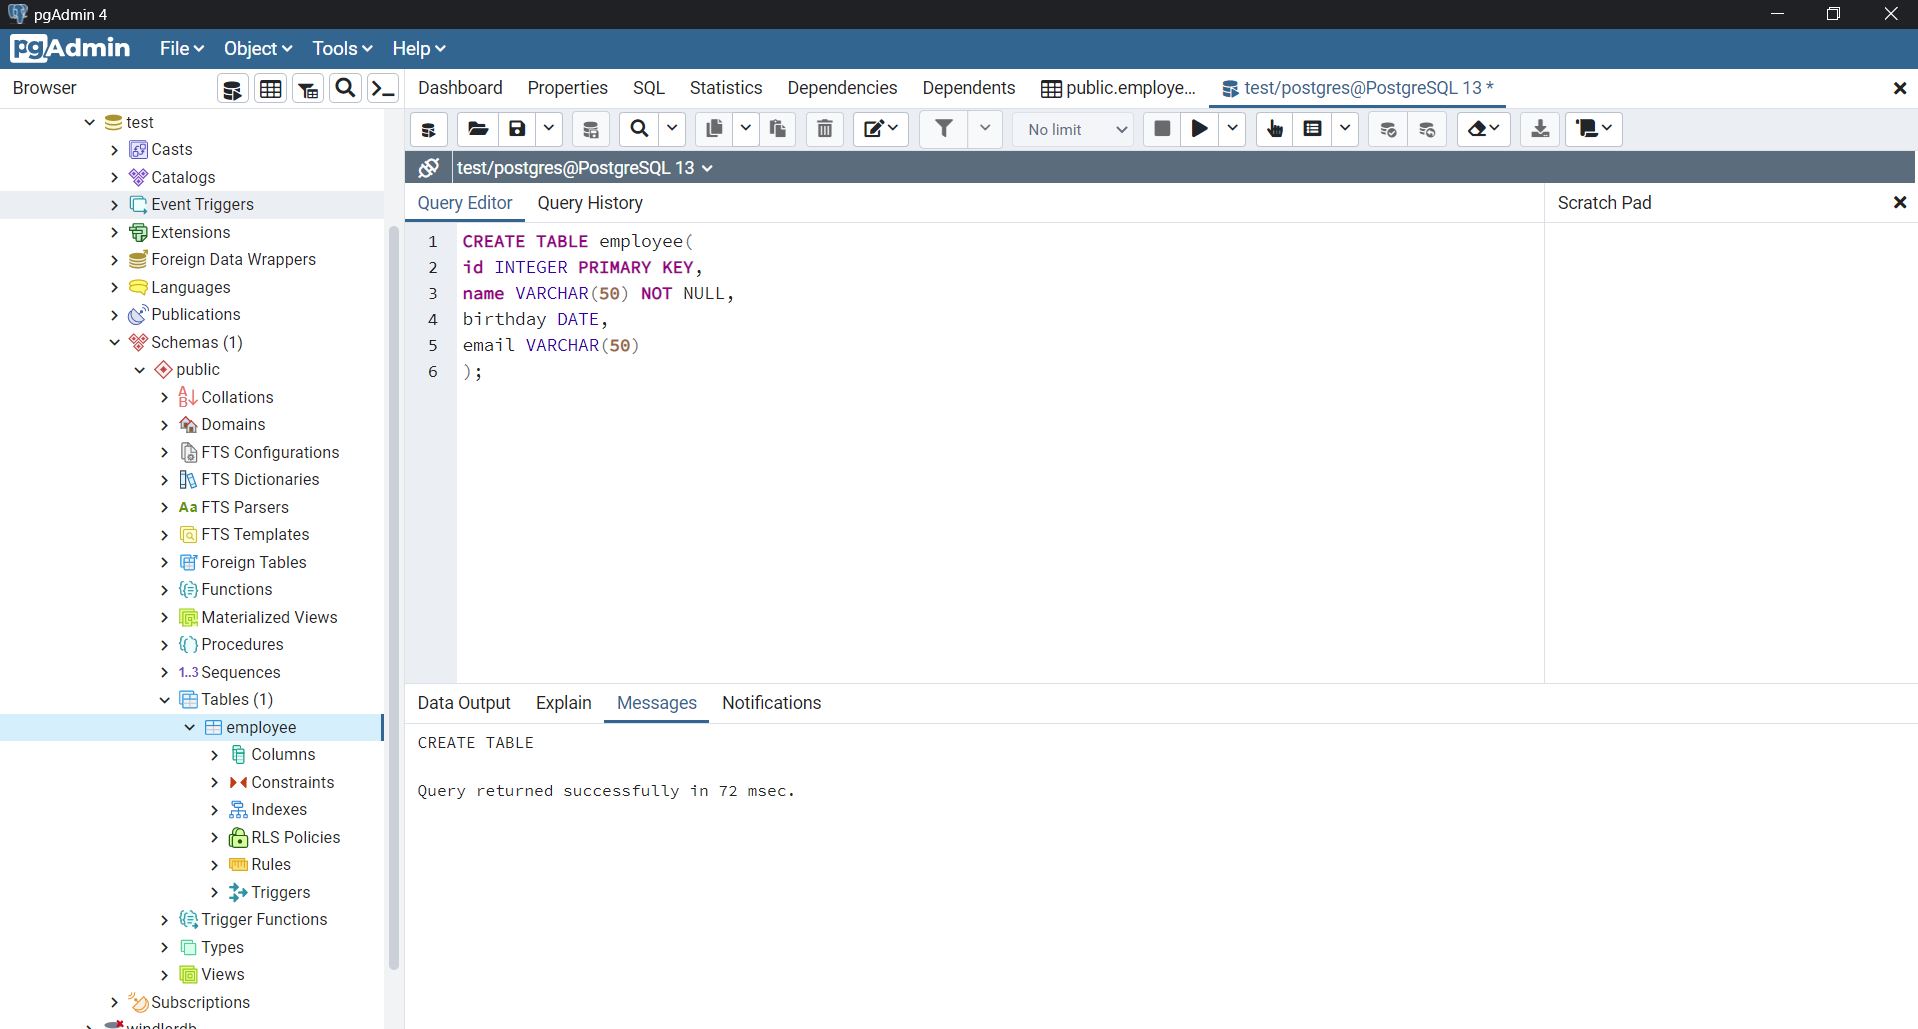 pgAdmin 4
pgAdmin File Object Tools Help
Browser
Dashboard Properties SQL Statistics Dependencies Dependents public.employe... test/postgres@PostgreSQL 13 *
No limit
test/postgres@PostgreSQL 13
Query Editor Query History
Scratch Pad
test
Casts
Catalogs
Event Triggers
Extensions
Foreign Data Wrappers
Languages
Publications
Schemas (1)
public
Collations
Domains
FTS Configurations
FTS Dictionaries
Aa FTS Parsers
FTS Templates
Foreign Tables
Functions
Materialized Views
Procedures
1..3 Sequences
Tables (1)
employee
Columns
Constraints
Indexes
RLS Policies
Rules
Triggers
Trigger Functions
Types
Views
Subscriptions
1 CREATE TABLE employee(
2 id INTEGER PRIMARY KEY,
3 name VARCHAR(50) NOT NULL,
4 birthday DATE,
5 email VARCHAR(50)
6 );
Data Output Explain Messages Notifications
CREATE TABLE
Query returned successfully in 72 msec.